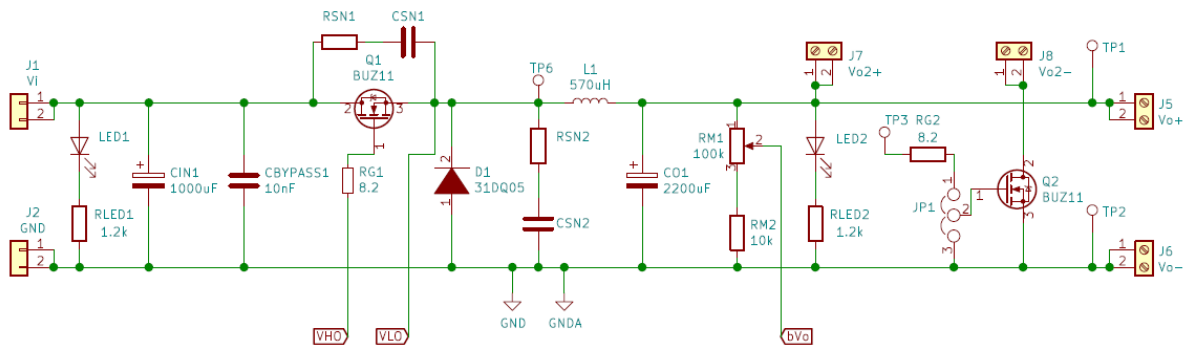 RSN1
CSN1
Q1
BUZ11
2
3
1
J1
Vi
1
2
LED1
CIN1
1000uF
+
CBYPASS1
10nF
RLED1
1.2k
J2
GND
1
2
RG1
8.2
D1
31DQ05
2
1
TP6
L1
570uH
RSN2
CSN2
GND
GNDA
VHO
VLO
bVo
+
CO1
2200uF
RM1
100k
1
2
3
RM2
10k
J7
Vo2+
1
2
LED2
RLED2
1.2k
TP3
RG2
8.2
JP1
1
2
3
J8
Vo2-
1
2
Q2
BUZ11
1
2
3
TP1
TP2
J5
Vo+
1
2
J6
Vo-
1
2